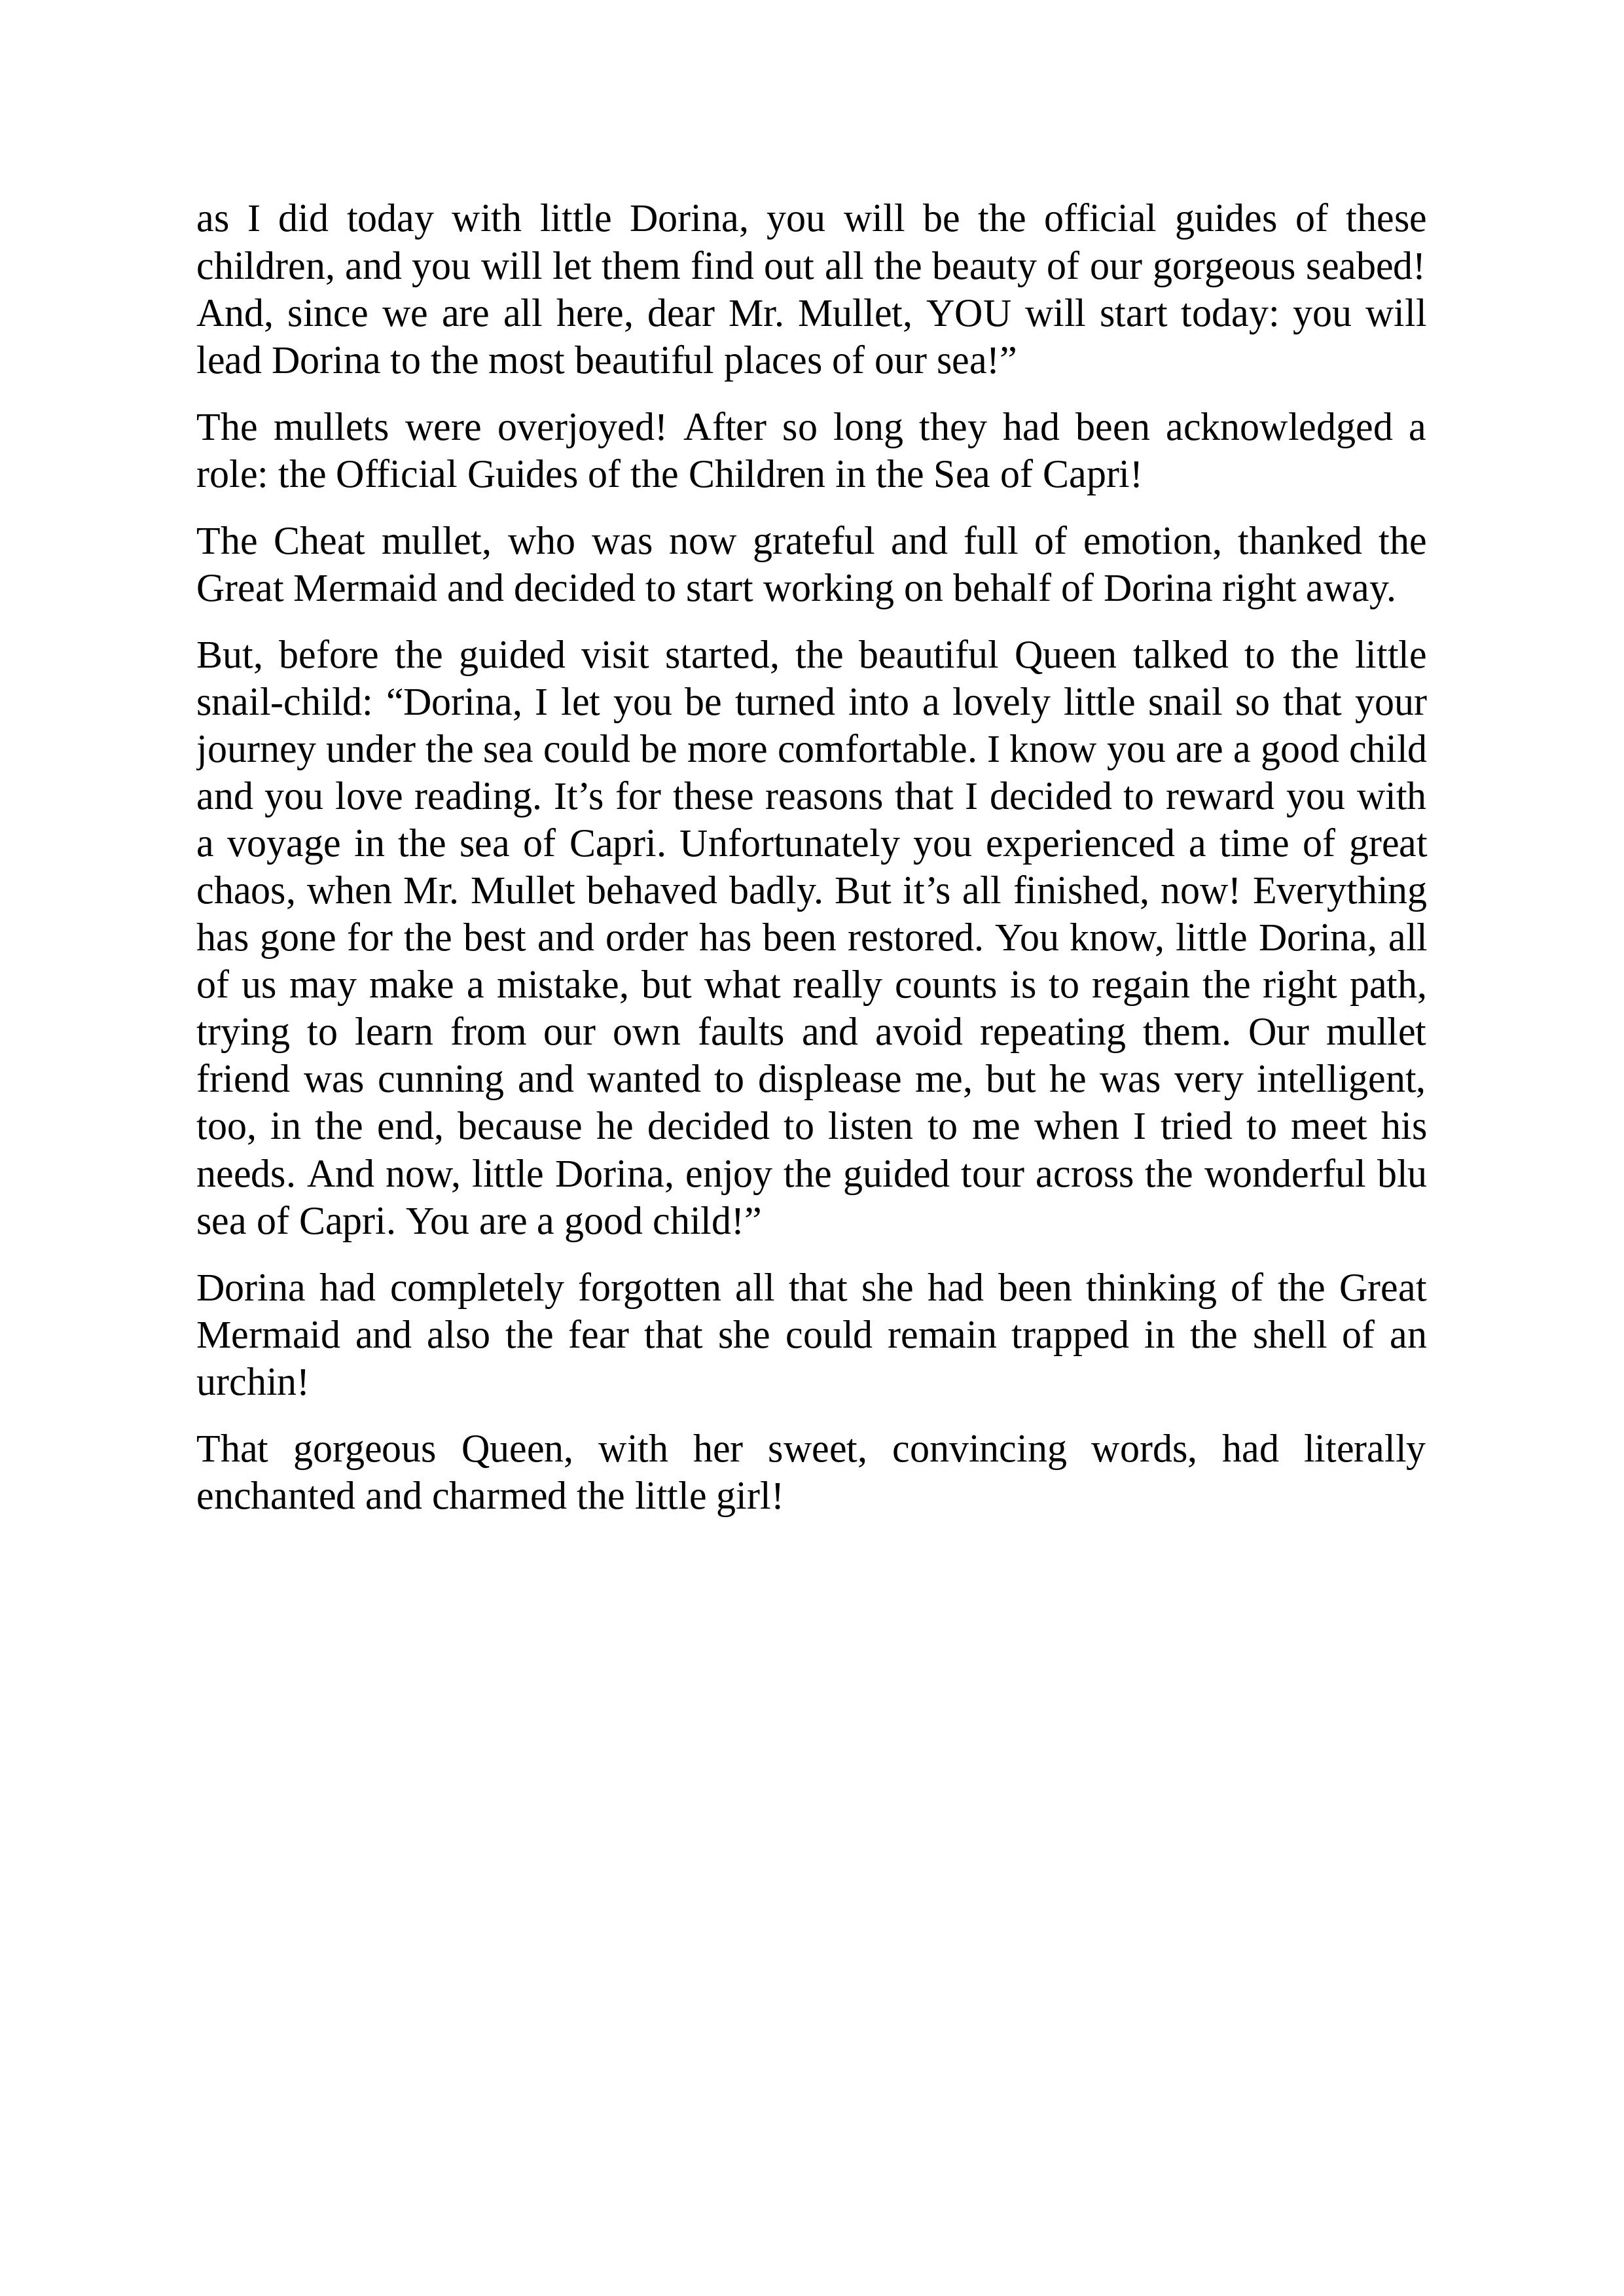 as I did today with little Dorina, you will be the official guides of these
children, and you will let them find out all the beauty of our gorgeous seabed!
And, since we are all here, dear Mr. Mullet, YOU will start today: you will
lead Dorina to the most beautiful places of our sea!”
The mullets were overjoyed! After so long they had been acknowledged a
role: the Official Guides of the Children in the Sea of Capri!
The Cheat mullet, who was now grateful and full of emotion, thanked the
Great Mermaid and decided to start working on behalf of Dorina right away.
But, before the guided visit started, the beautiful Queen talked to the little
snail-child: “Dorina, I let you be turned into a lovely little snail so that your
journey under the sea could be more comfortable. I know you are a good child
and you love reading. It’s for these reasons that I decided to reward you with
a voyage in the sea of Capri. Unfortunately you experienced a time of great
chaos, when Mr. Mullet behaved badly. But it’s all finished, now! Everything
has gone for the best and order has been restored. You know, little Dorina, all
of us may make a mistake, but what really counts is to regain the right path,
trying to learn from our own faults and avoid repeating them. Our mullet
friend was cunning and wanted to displease me, but he was very intelligent,
too, in the end, because he decided to listen to me when I tried to meet his
needs. And now, little Dorina, enjoy the guided tour across the wonderful blu
sea of Capri. You are a good child!”
Dorina had completely forgotten all that she had been thinking of the Great
Mermaid and also the fear that she could remain trapped in the shell of an
urchin!
That gorgeous Queen, with her sweet, convincing words, had literally
enchanted and charmed the little girl!